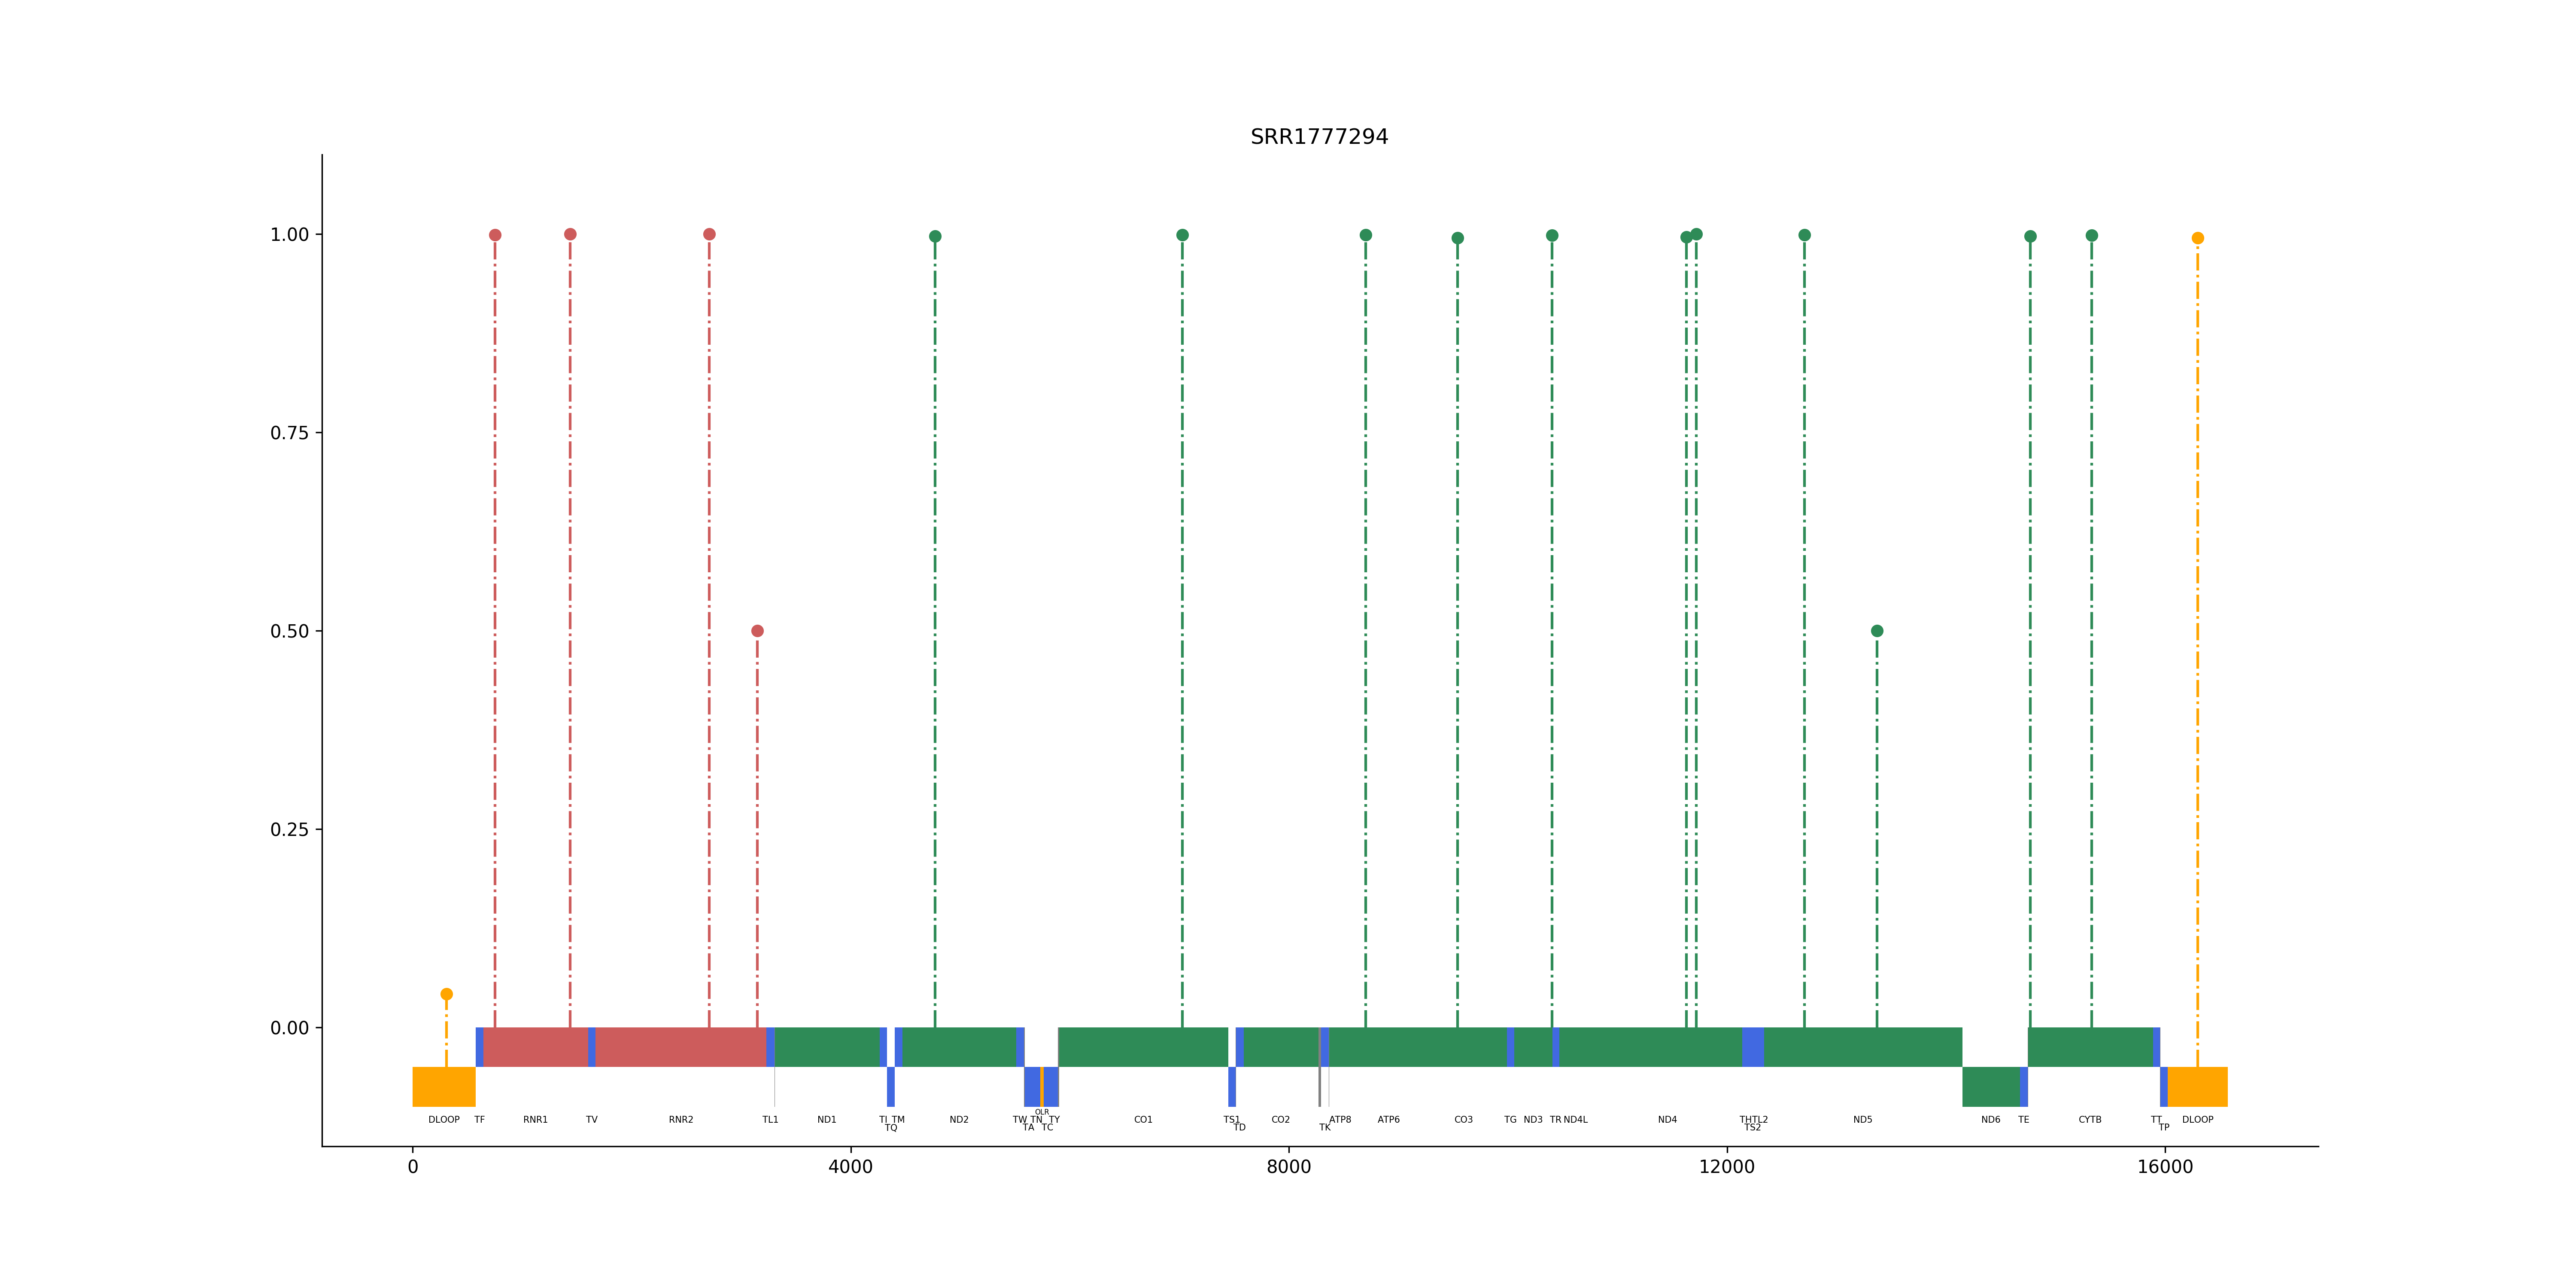 SRR1777294
1.00
0.75
0.50
0.25
0.00
OLR
DLOOP TF RNR1 TV RNR2 TL1 ND1 TI TM ND2 TW TN TY CO1 TS1 CO2 ATP8 ATP6 CO3 TG ND3 TR ND4L ND4 TH TL2 ND5 ND6 TE CYTB TT DLOOP
TQ TA TC TD TK TS2 TP
0 4000 8000 12000 16000